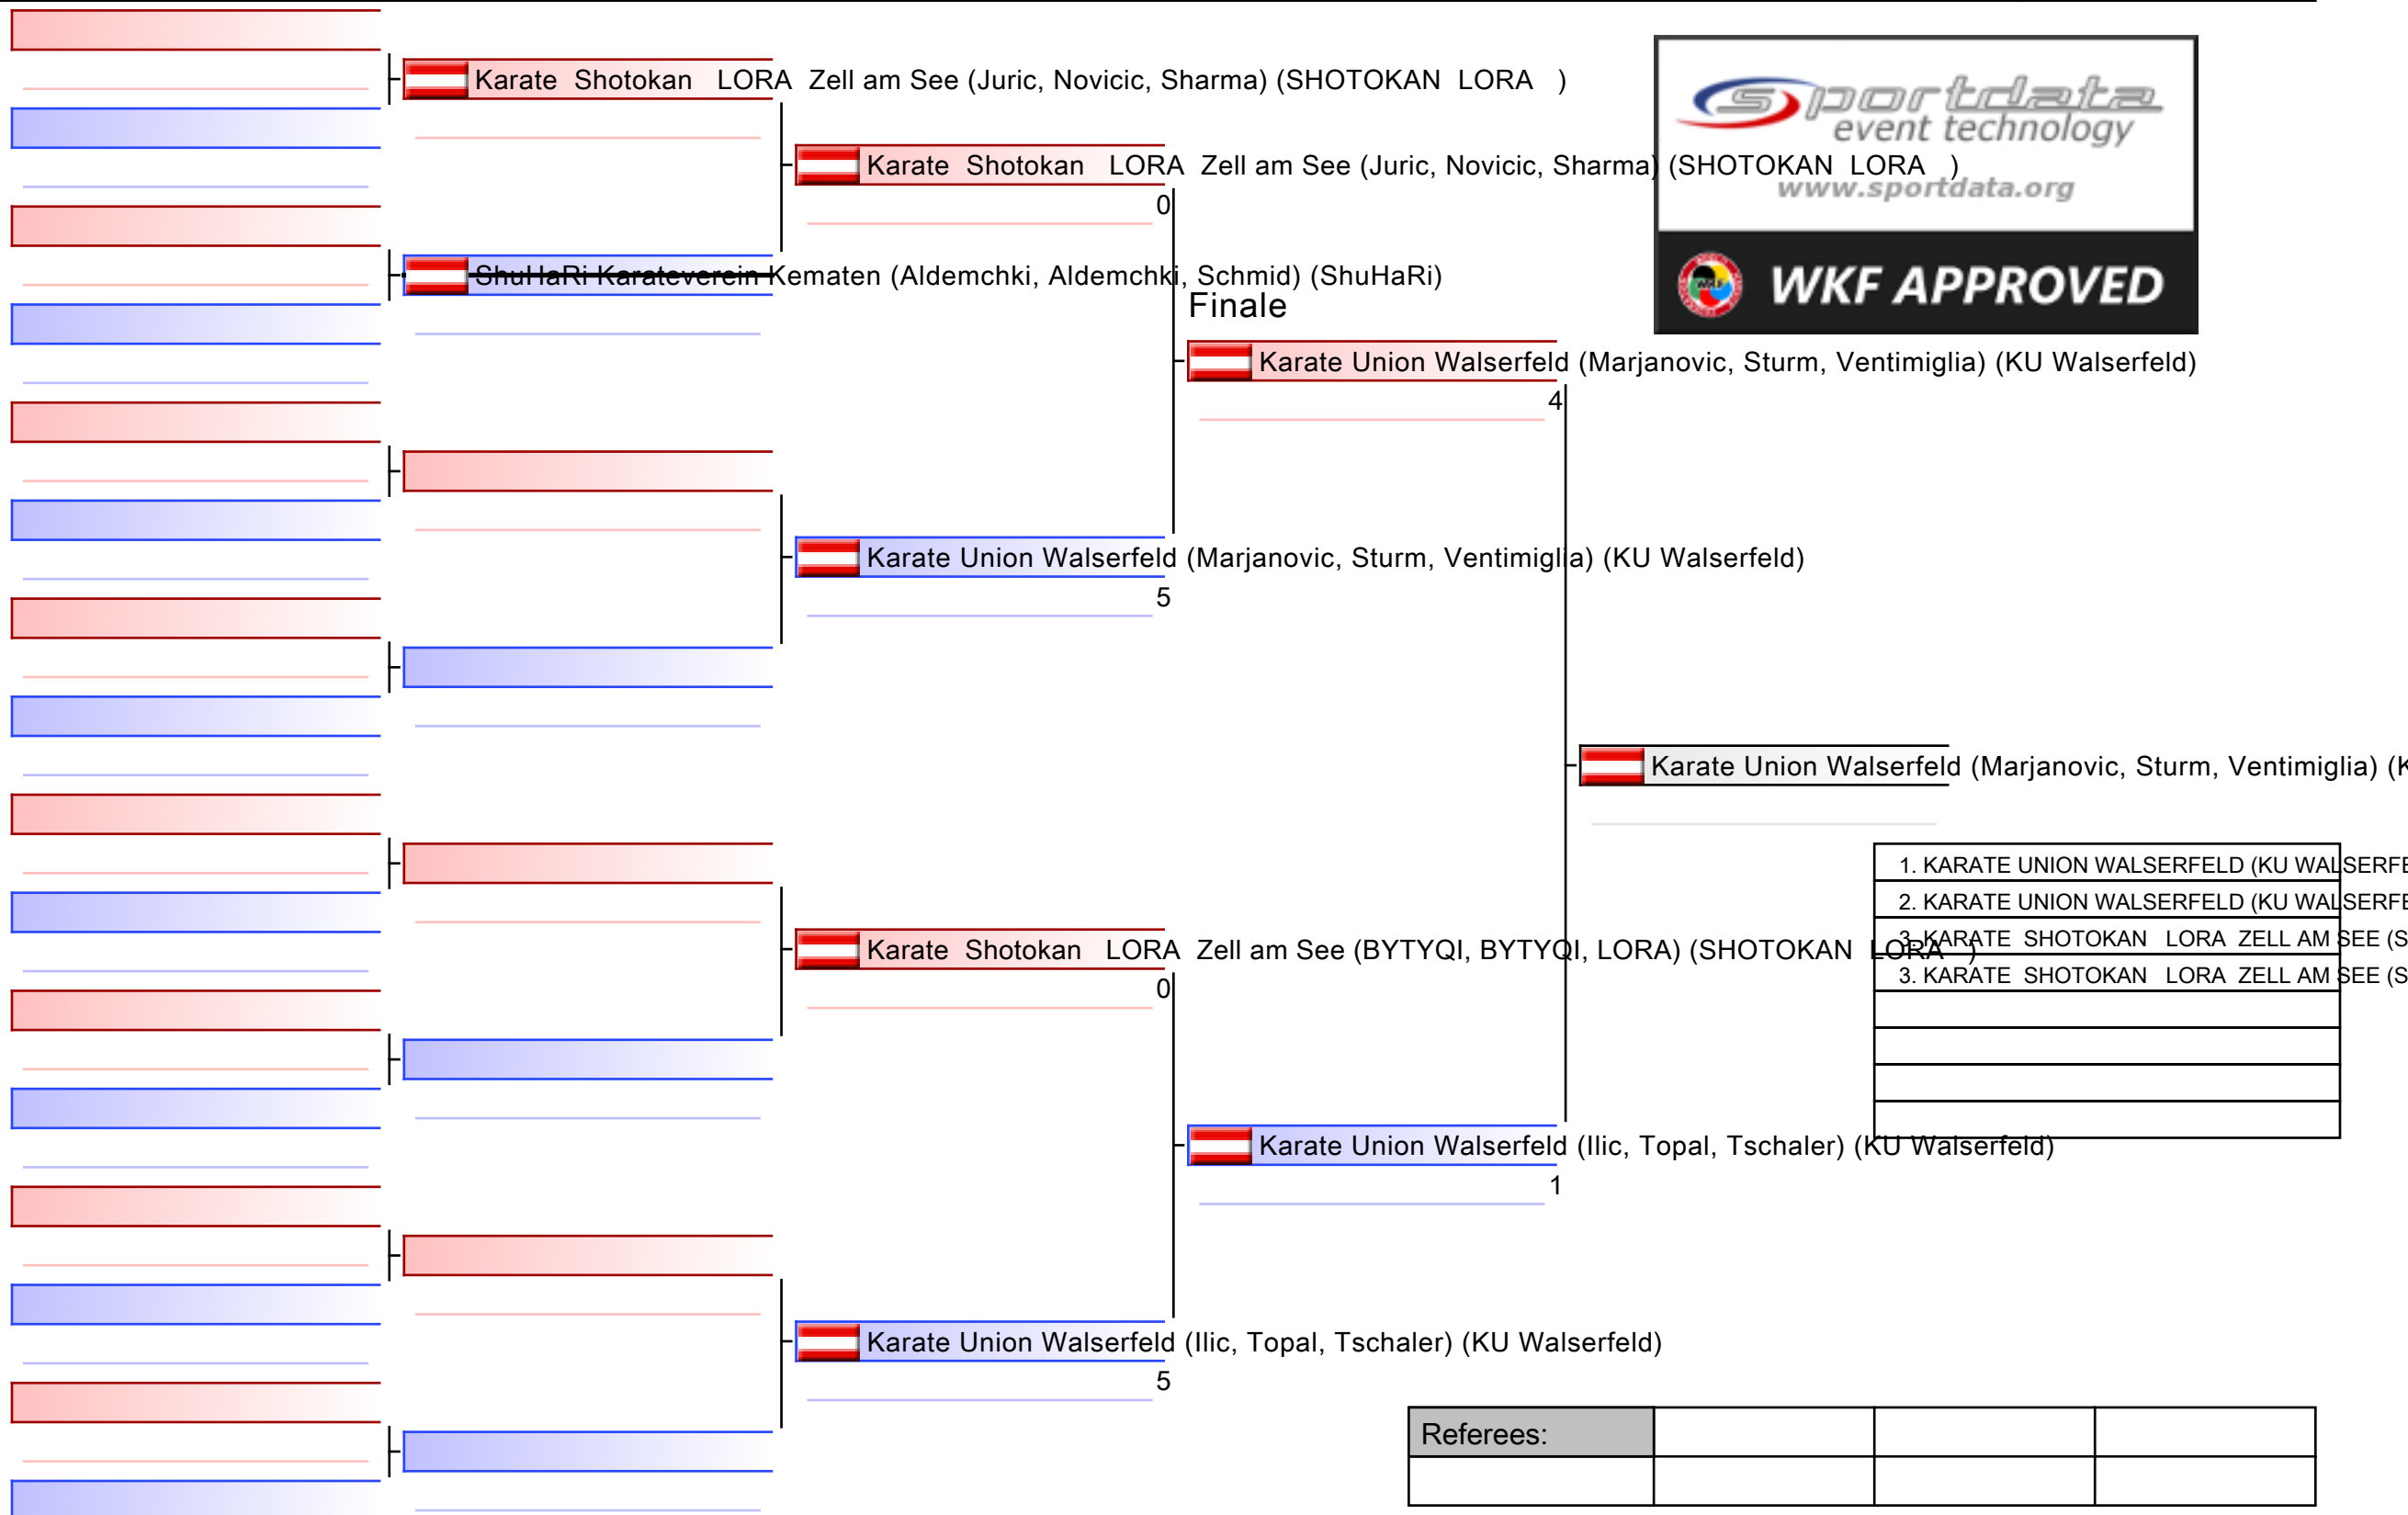 Karate Shotokan LORA Zell am See (Juric, Novicic, Sharma) (SHOTOKAN LORA )
sportdata
event technology
Karate Shotokan LORA Zell am See (Juric, Novicic, Sharma) (SHOTOKAN LORA )
www.sportdata.org
0
ShuHaRi Karateverein Kematen (Aldemchki, Aldemchki, Schmid) (ShuHaRi)
WKF APPROVED
Finale
Karate Union Walserfeld (Marjanovic, Sturm, Ventimiglia) (KU Walserfeld)
4
Karate Union Walserfeld (Marjanovic, Sturm, Ventimiglia) (KU Walserfeld)
5
Karate Union Walserfeld (Marjanovic, Sturm, Ventimiglia) (K
1. KARATE UNION WALSERFELD (KU WALSERFE
2. KARATE UNION WALSERFELD (KU WALSERFE
3. KARATE SHOTOKAN LORA ZELL AM SEE (S
Karate Shotokan LORA Zell am See (BYTYQI, BYTYQI, LORA) (SHOTOKAN LORA )
3. KARATE SHOTOKAN LORA ZELL AM SEE (S
0
Karate Union Walserfeld (Ilic, Topal, Tschaler) (KU Walserfeld)
1
Karate Union Walserfeld (Ilic, Topal, Tschaler) (KU Walserfeld)
5
Referees: